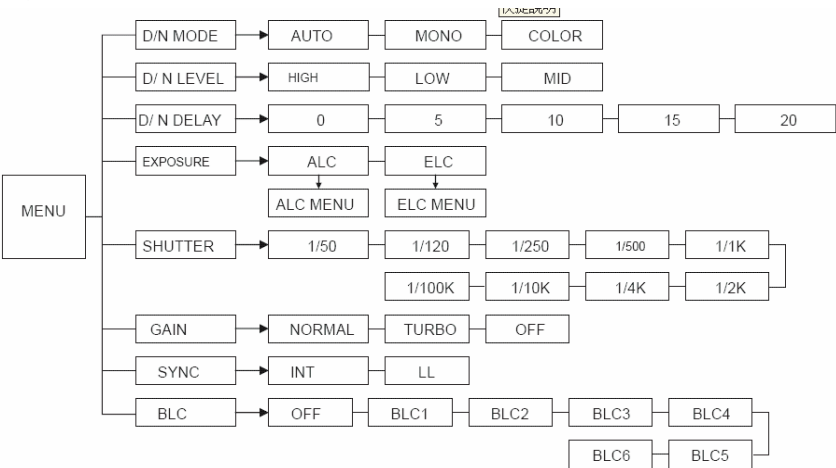 D/N MODE AUTO MONO COLOR
D/ N LEVEL HIGH LOW MID
D/ N DELAY 0 5 10 15 20
EXPOSURE ALC ELC
ALC MENU ELC MENU
MENU
SHUTTER 1/50 1/120 1/250 1/500 1/1K
1/100K 1/10K 1/4K 1/2K
GAIN NORMAL TURBO OFF
SYNC INT LL
BLC OFF BLC1 BLC2 BLC3 BLC4
BLC6 BLC5